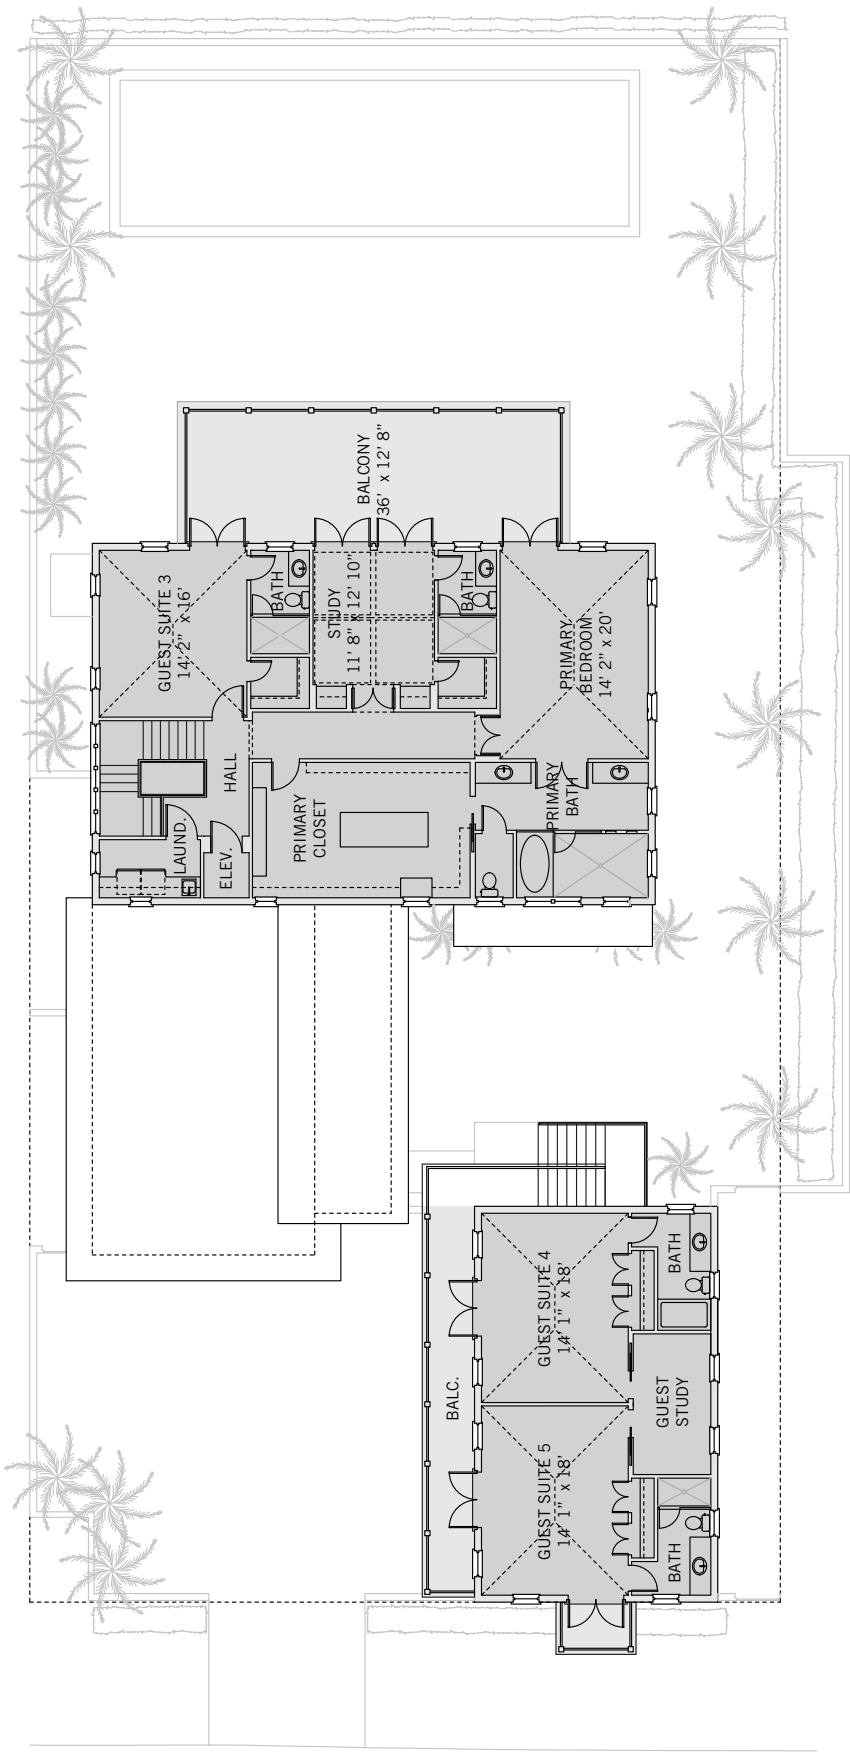 BALCONY
36' x 12' 8"
GUEST SUITE 3
14' 2" x 16'
BATH
STUDY
11' 8" x 12' 10"
BATH
PRIMARY
BEDROOM
14' 2" x 20'
HALL
LAUND.
ELEV.
PRIMARY
CLOSET
PRIMARY
BATH
GUEST SUITE 4
14' 1" x 18'
BATH
BALC.
GUEST
STUDY
GUEST SUITE 5
14' 1" x 18'
BATH